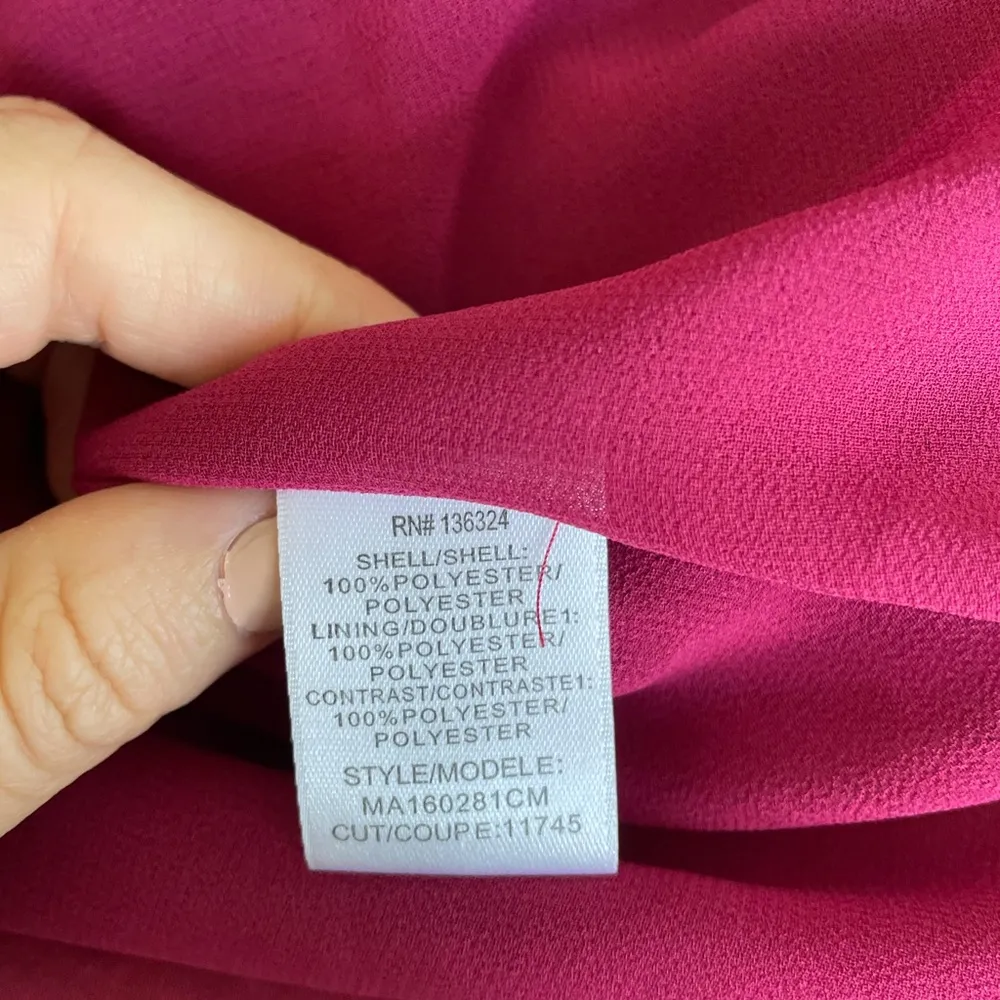 RN# 136324
SHELL/SHELL:
100%POLYESTER/
POLYESTER
LINING/DOUBLURE1:
100%POLYESTER/
POLYESTER
CONTRAST/CONTRASTE1:
100%POLYESTER/
POLYESTER
STYLE/MODELE:
MA160281CM
CUT/COUPE:11745